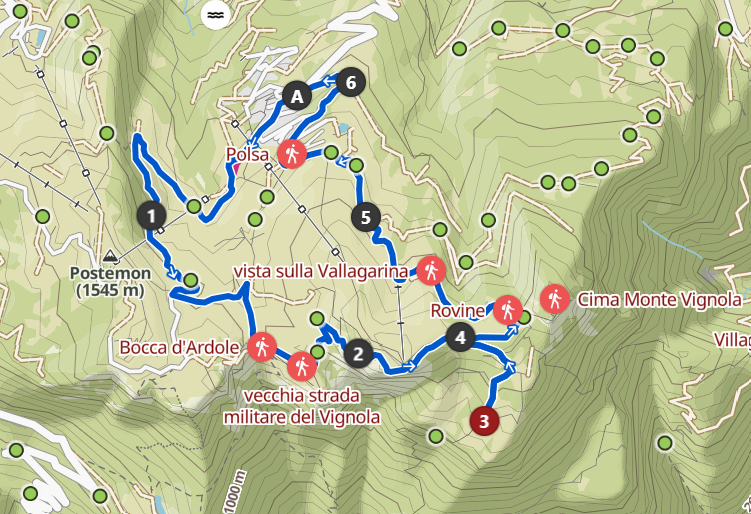 A
6
Polsa
1
5
Postemon
(1545 m)
vista sulla Vallagarina
Cima Monte Vignola
Rovine
Bocca d'Ardole
2
4
vecchia strada
militare del Vignola
3
1000 m